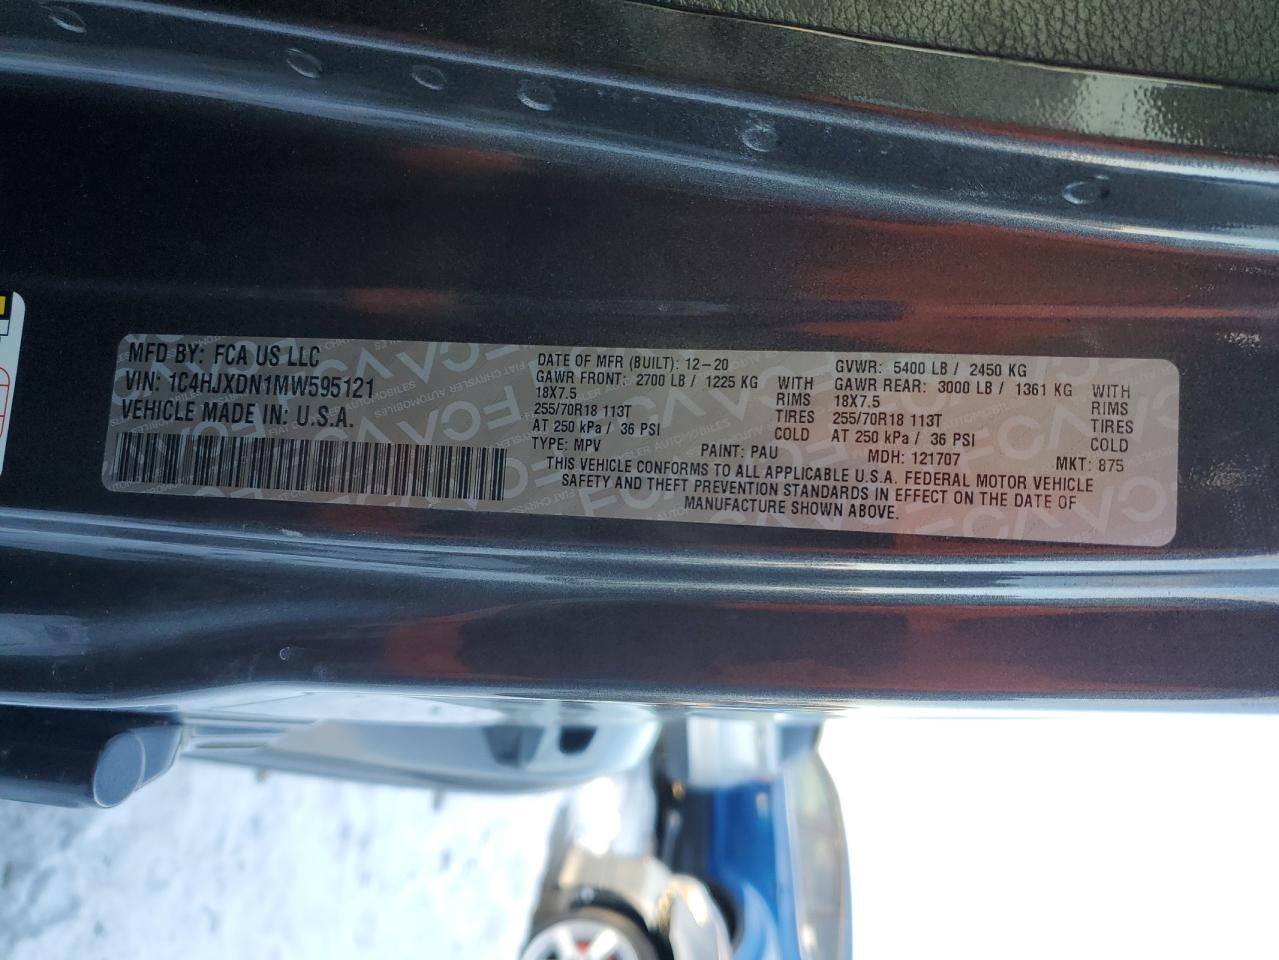 MFD BY: FCA US LLC
VIN: 1C4HJXDN1MW595121
VEHICLE MADE IN: U.S.A.
DATE OF MFR (BUILT): 12-20 GVWR: 5400 LB / 2450 KG
GAWR FRONT: 2700 LB / 1225 KG WITH GAWR REAR: 3000 LB / 1361 KG WITH
18X7.5 RIMS 18X7.5 RIMS
255/70R18 113T TIRES 255/70R18 113T TIRES
AT 250 kPa / 36 PSI COLD AT 250 kPa / 36 PSI COLD
TYPE: MPV PAINT: PAU MDH: 121707 MKT: 875
THIS VEHICLE CONFORMS TO ALL APPLICABLE U.S.A. FEDERAL MOTOR VEHICLE
SAFETY AND THEFT PREVENTION STANDARDS IN EFFECT ON THE DATE OF
MANUFACTURE SHOWN ABOVE.